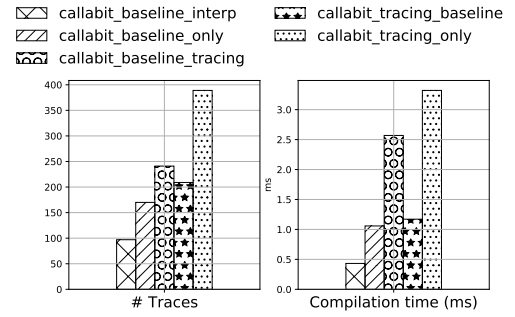 callabit_baseline_interp
callabit_baseline_only
callabit_baseline_tracing
callabit_tracing_baseline
callabit_tracing_only
400
350
300
250
200
150
100
50
0
# Traces
ms
3.0
2.5
2.0
1.5
1.0
0.5
0.0
Compilation time (ms)